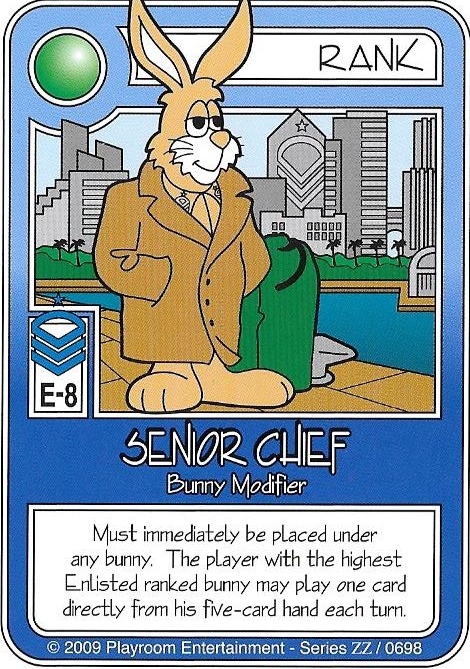 RANK
E-8
SENIOR CHIEF
Bunny Modifier
Must immediately be placed under
any bunny. The player with the highest
Enlisted ranked bunny may play one card
directly from his five-card hand each turn.
© 2009 Playroom Entertainment - Series ZZ / 0698